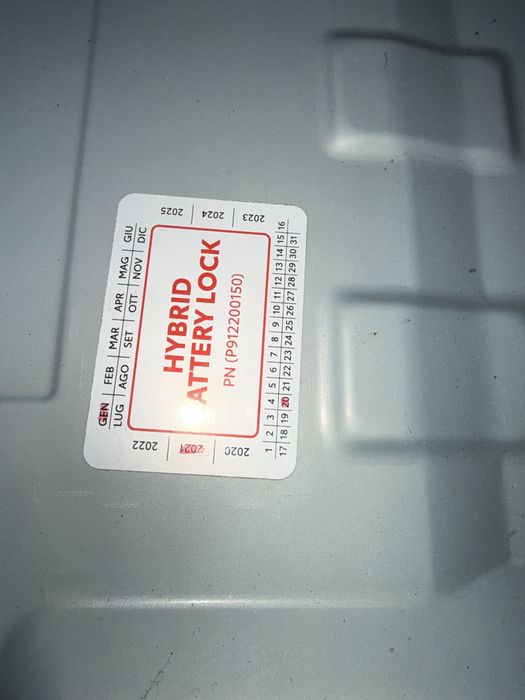 GEN | FEB | MAR | APR | MAG | GIU
LUG | AGO | SET | OTT | NOV | DIC
2022 | 2021 | 2020
HYBRID
ATTERY LOCK
PN (P912200150)
2025 | 2024 | 2023
1 | 2 | 3 | 4 | 5 | 6 | 7 | 8 | 9 | 10 | 11 | 12 | 13 | 14 | 15 | 16
17 | 18 | 19 | 20 | 21 | 22 | 23 | 24 | 25 | 26 | 27 | 28 | 29 | 30 | 31